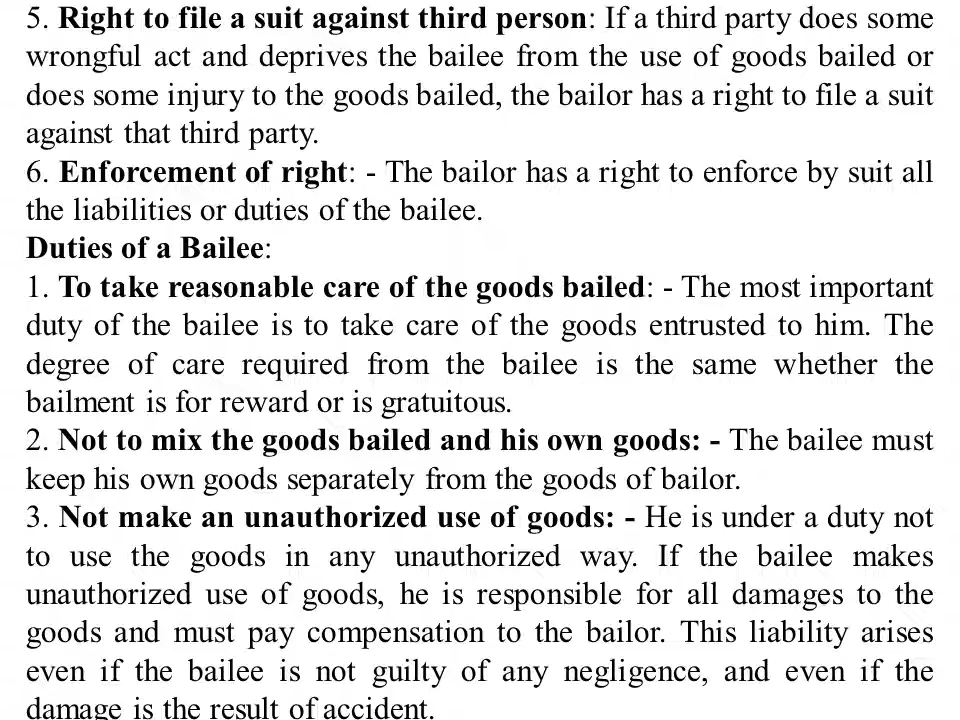 5. Right to file a suit against third person: If a third party does some
wrongful act and deprives the bailee from the use of goods bailed or
does some injury to the goods bailed, the bailor has a right to file a suit
against that third party.
6. Enforcement of right: - The bailor has a right to enforce by suit all
the liabilities or duties of the bailee.
Duties of a Bailee:
1. To take reasonable care of the goods bailed: - The most important
duty of the bailee is to take care of the goods entrusted to him. The
degree of care required from the bailee is the same whether the
bailment is for reward or is gratuitous.
2. Not to mix the goods bailed and his own goods: - The bailee must
keep his own goods separately from the goods of bailor.
3. Not make an unauthorized use of goods: - He is under a duty not
to use the goods in any unauthorized way. If the bailee makes
unauthorized use of goods, he is responsible for all damages to the
goods and must pay compensation to the bailor. This liability arises
even if the bailee is not guilty of any negligence, and even if the
damage is the result of accident.